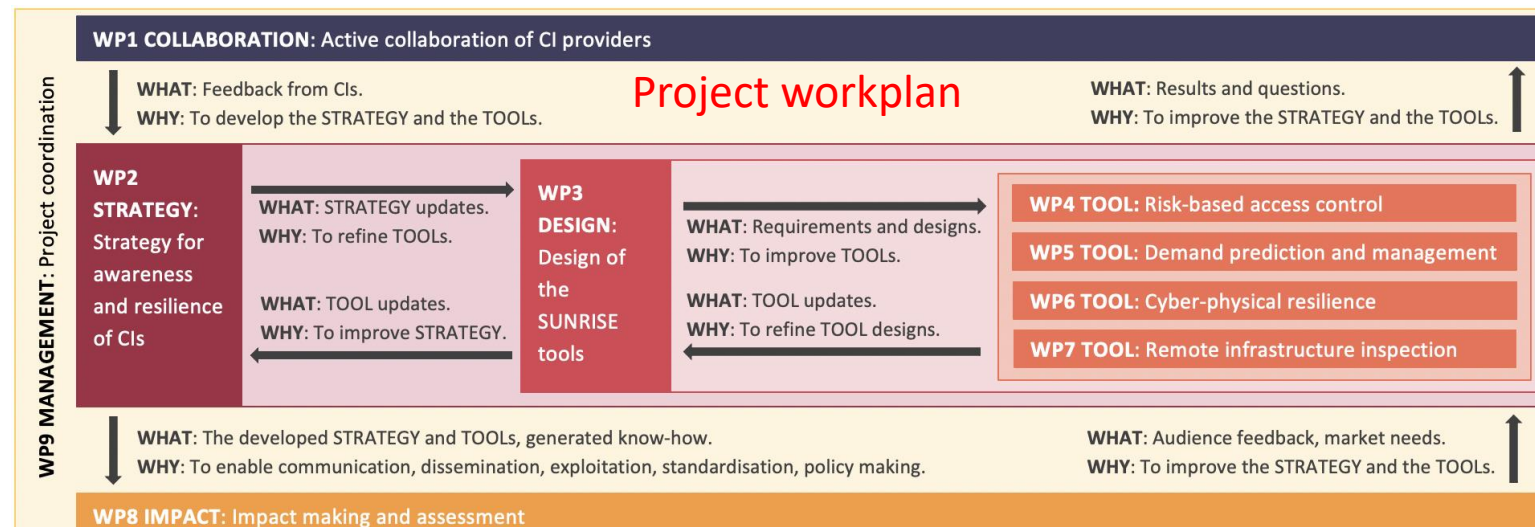 WP1 COLLABORATION: Active collaboration of CI providers
WHAT: Feedback from CIs.
WHY: To develop the STRATEGY and the TOOLs.
Project workplan
WHAT: Results and questions.
WHY: To improve the STRATEGY and the TOOLs.
WP9 MANAGEMENT: Project coordination
WP2
STRATEGY:
Strategy for
awareness
and resilience
of CIs
WHAT: STRATEGY updates.
WHY: To refine TOOLs.
WHAT: TOOL updates.
WHY: To improve STRATEGY.
WP3
DESIGN:
Design of
the
SUNRISE
tools
WHAT: Requirements and designs.
WHY: To improve TOOLs.
WHAT: TOOL updates.
WHY: To refine TOOL designs.
WP4 TOOL: Risk-based access control
WP5 TOOL: Demand prediction and management
WP6 TOOL: Cyber-physical resilience
WP7 TOOL: Remote infrastructure inspection
WHAT: The developed STRATEGY and TOOLs, generated know-how.
WHY: To enable communication, dissemination, exploitation, standardisation, policy making.
WHAT: Audience feedback, market needs.
WHY: To improve the STRATEGY and the TOOLs.
WP8 IMPACT: Impact making and assessment